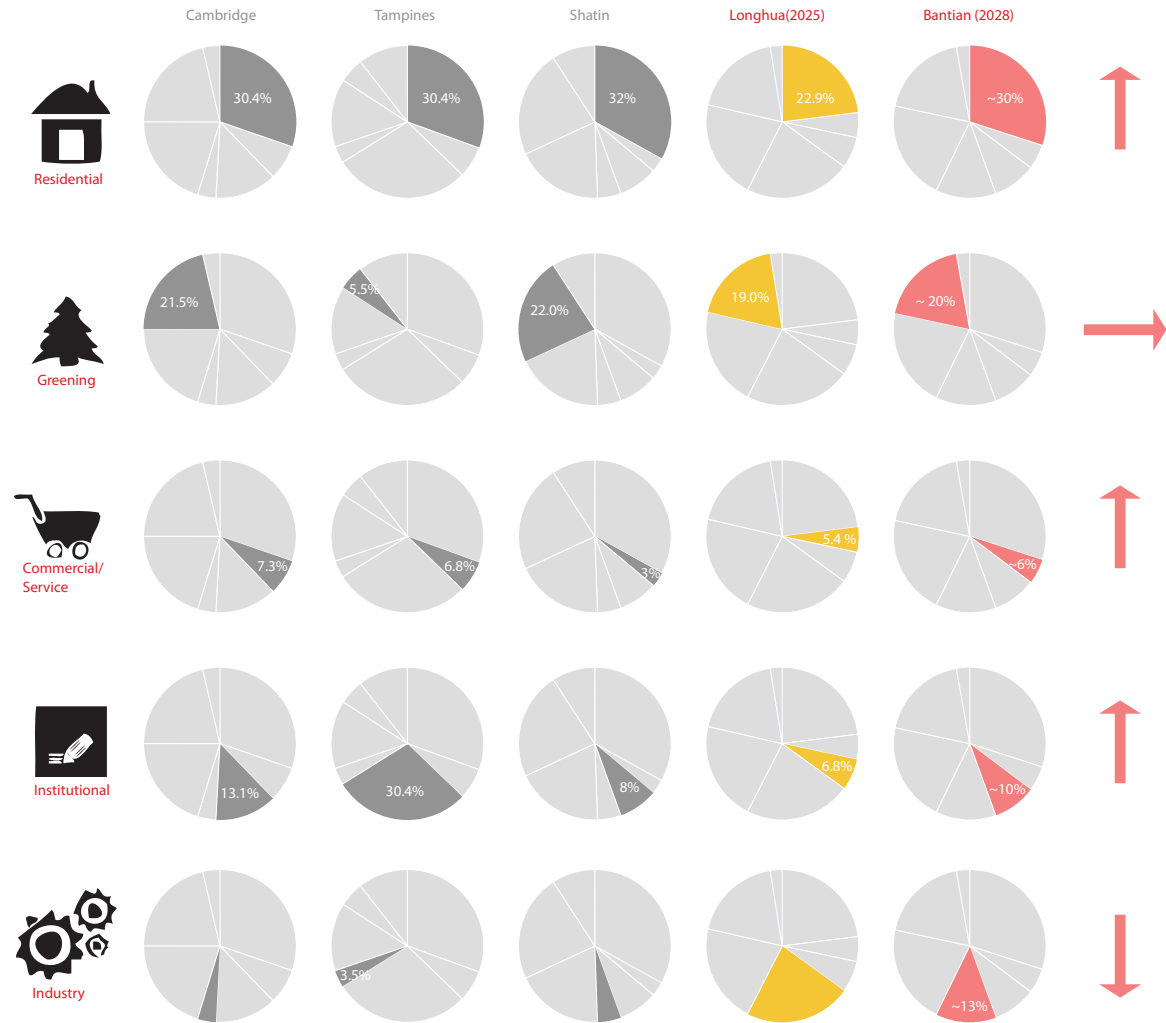 Cambridge
Tampines
Shatin
Longhua(2025)
Bantian (2028)
30.4%
30.4%
32%
22.9%
~30%
Residential
21.5%
5.5%
22.0%
19.0%
~ 20%
Greening
7.3%
6.8%
3%
5.4 %
~6%
Commercial/
Service
13.1%
30.4%
8%
6.8%
~10%
Institutional
3.5%
~13%
Industry